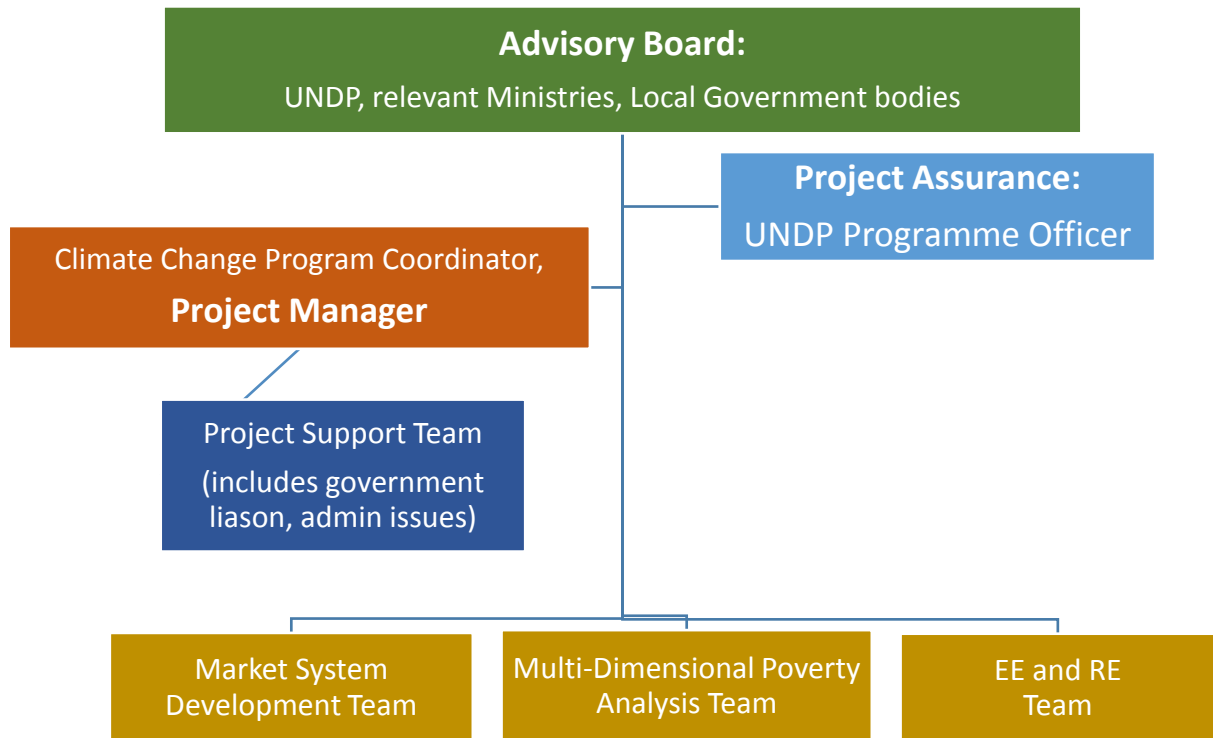 Advisory Board:
UNDP, relevant Ministries, Local Government bodies
Project Assurance:
UNDP Programme Officer
Climate Change Program Coordinator,
Project Manager
Project Support Team
(includes government
liason, admin issues)
Market System
Development Team
Multi-Dimensional Poverty
Analysis Team
EE and RE
Team